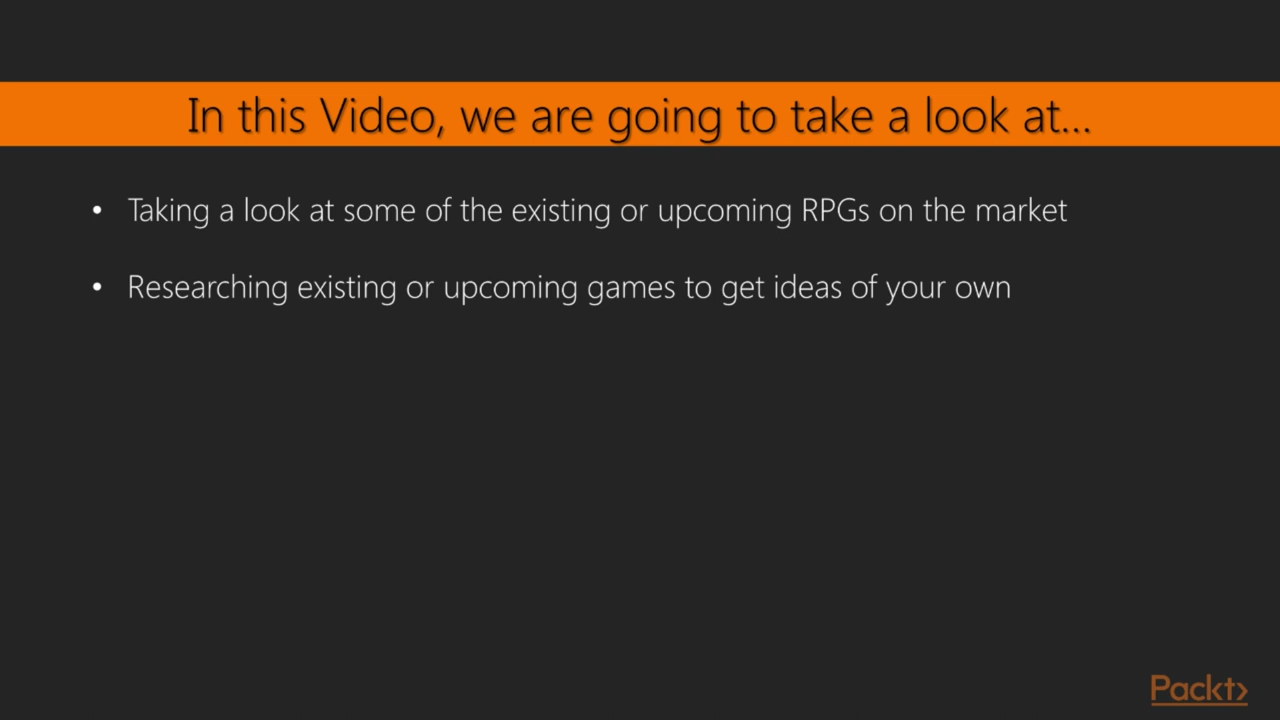 In this Video, we are going to take a look at...
• Taking a look at some of the existing or upcoming RPGs on the market
• Researching existing or upcoming games to get ideas of your own
Packt>